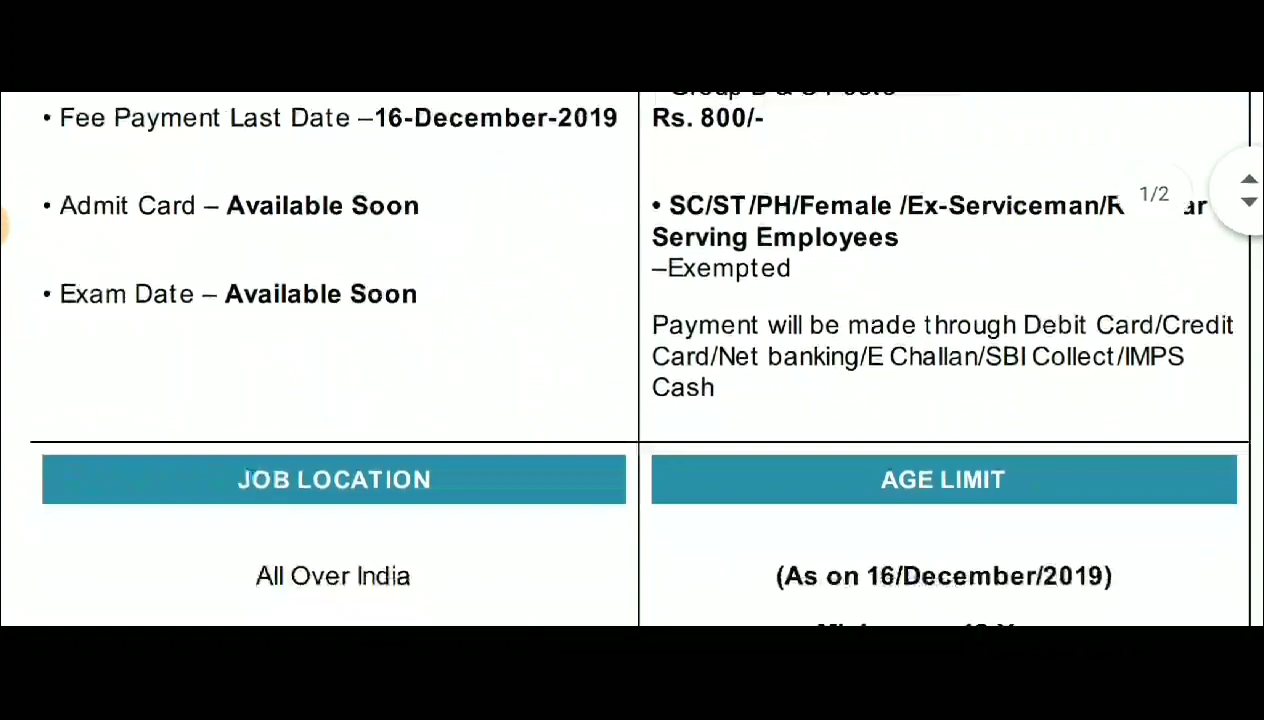 • Fee Payment Last Date –16-December-2019
• Admit Card – Available Soon
• Exam Date – Available Soon
Rs. 800/-
• SC/ST/PH/Female /Ex-Serviceman/
Serving Employees
–Exempted
Payment will be made through Debit Card/Credit
Card/Net banking/E Challan/SBI Collect/IMPS
Cash
1/2
JOB LOCATION
All Over India
AGE LIMIT
(As on 16/December/2019)